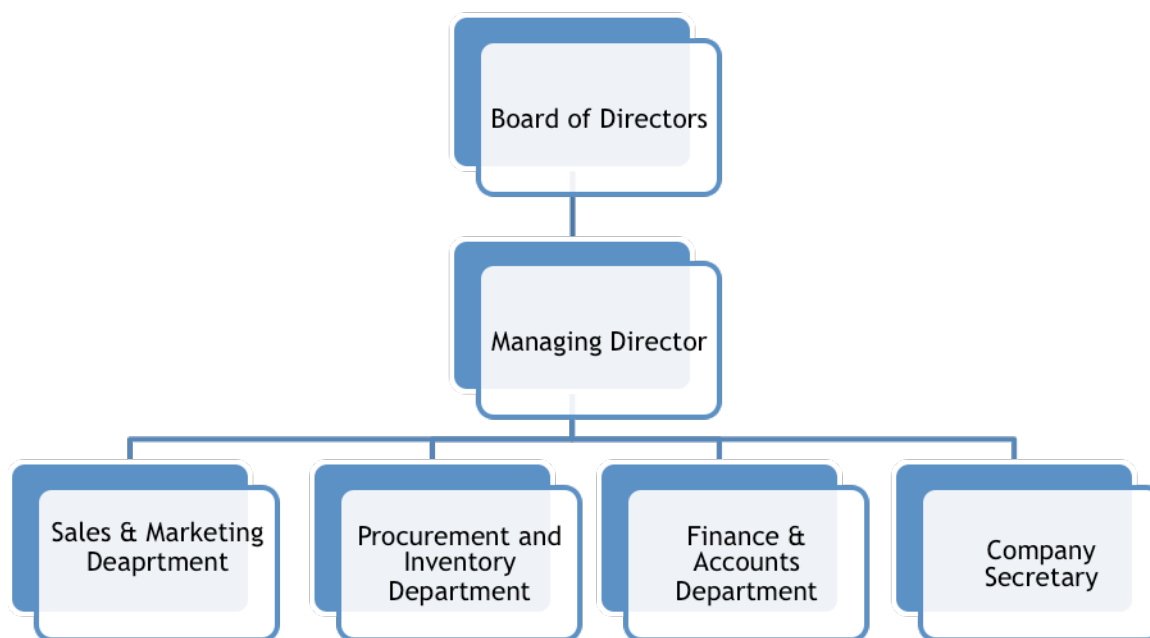 Board of Directors
Managing Director
Sales & Marketing
Deaprtment
Procurement and
Inventory
Department
Finance &
Accounts
Department
Company
Secretary